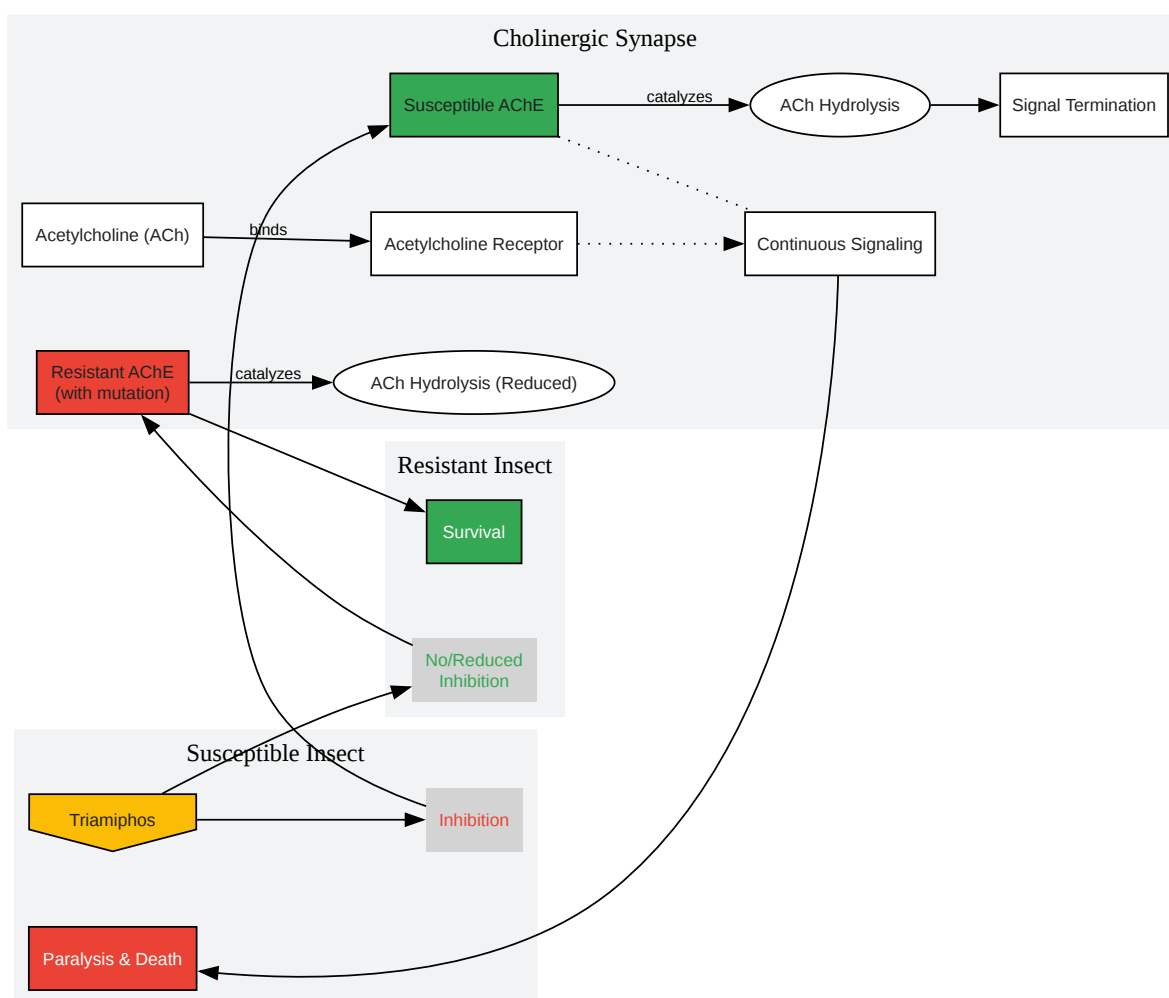 Cholinergic Synapse
Susceptible AChE
catalyzes
ACh Hydrolysis
Signal Termination
Acetylcholine (ACh)
binds
Acetylcholine Receptor
Continuous Signaling
Resistant AChE
(with mutation)
catalyzes
ACh Hydrolysis (Reduced)
Resistant Insect
Survival
No/Reduced
Inhibition
Susceptible Insect
Triamiphos
Inhibition
Paralysis & Death